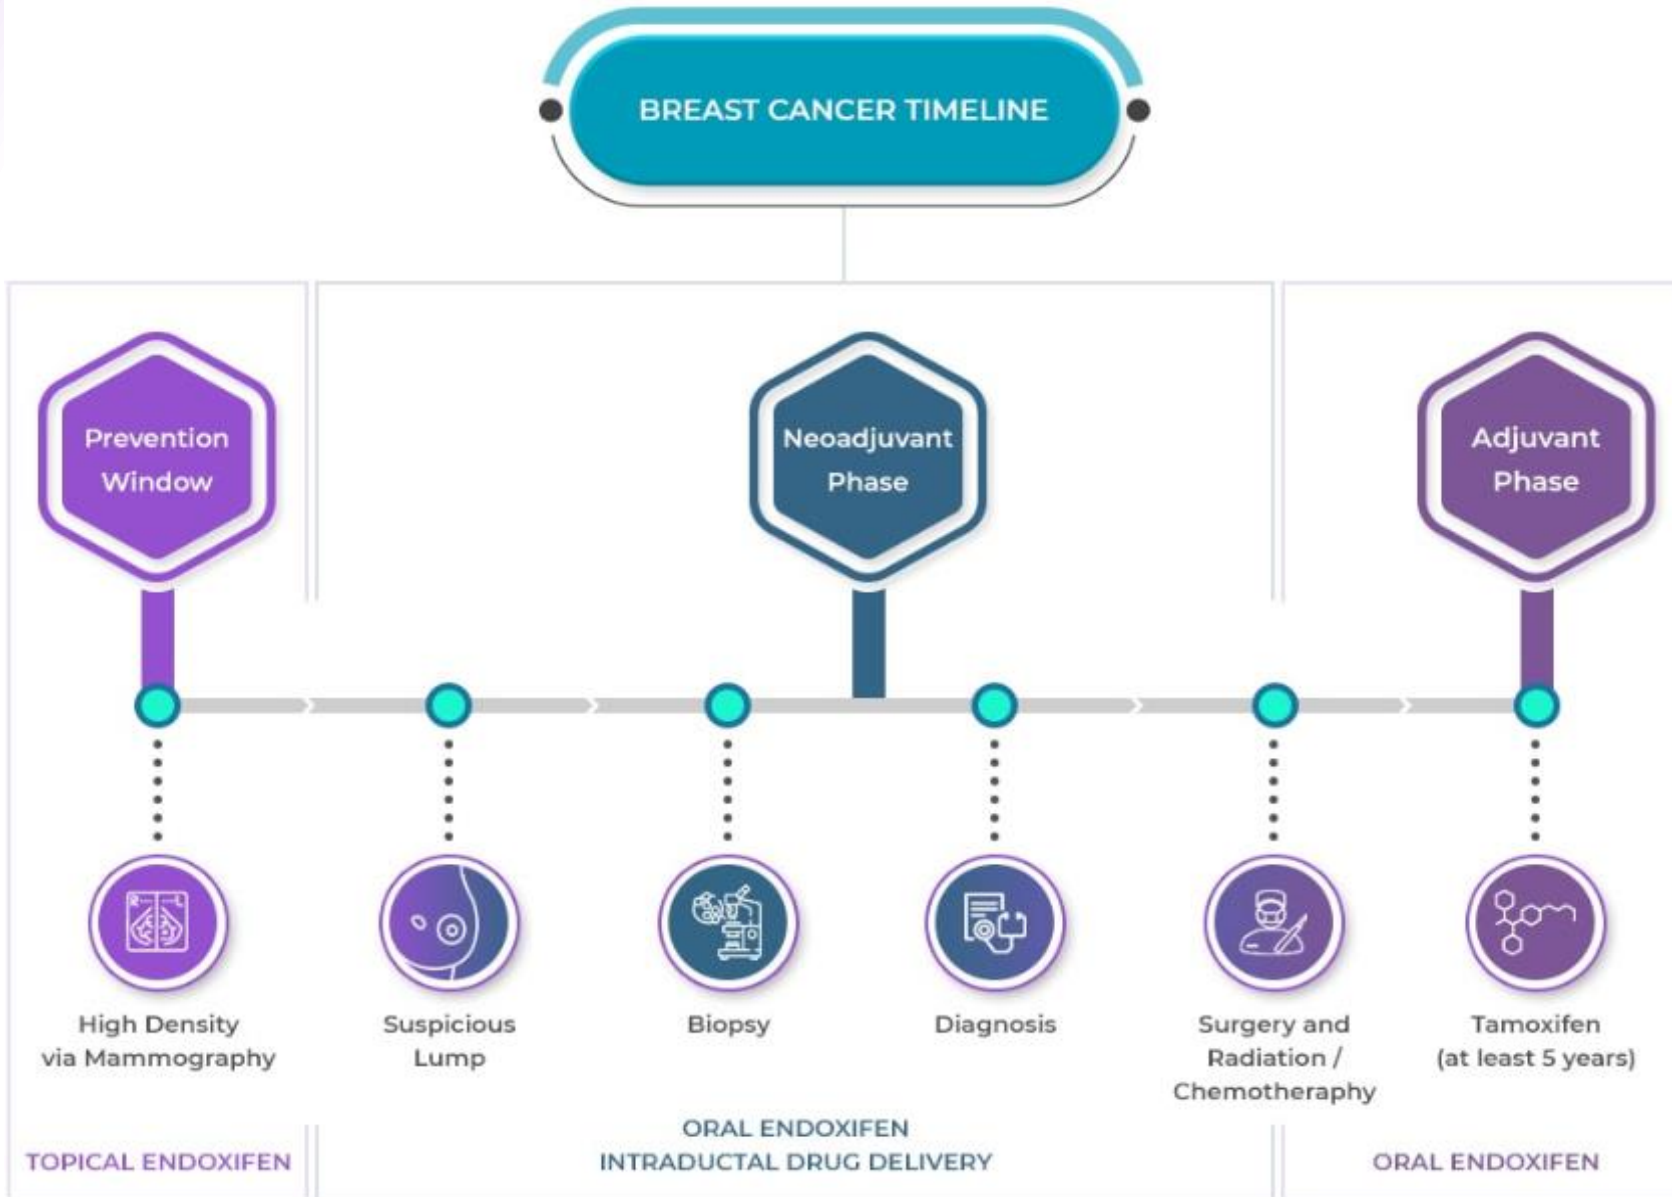 BREAST CANCER TIMELINE
Prevention
Window
Neoadjuvant
Phase
Adjuvant
Phase
R
L
High Density
via Mammography
Suspicious
Lump
Biopsy
Diagnosis
Surgery and
Radiation /
Chemotheraphy
Tamoxifen
(at least 5 years)
TOPICAL ENDOXIFEN
ORAL ENDOXIFEN
INTRADUCTAL DRUG DELIVERY
ORAL ENDOXIFEN